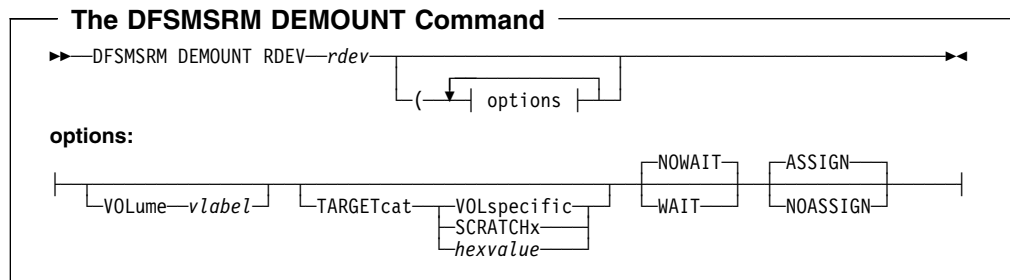 The DFSMSRM DEMOUNT Command
DFSMSRM DEMOUNT RDEV rdev
( options
options:
NOWAIT ASSIGN
VOLume vlabel TARGETcat VOLspecific WAIT NOASSIGN
SCRATCHx
hexvalue